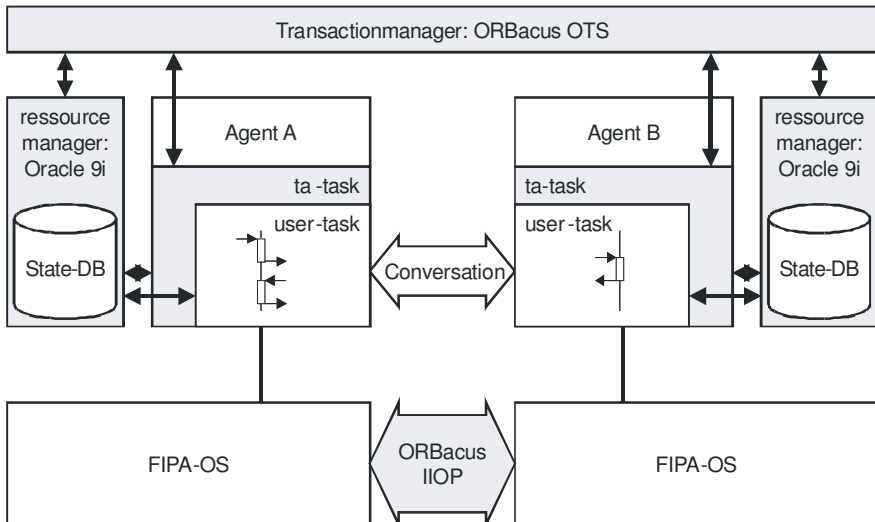 Transactionmanager: ORBacus OTS
ressource
manager:
Oracle 9i
State-DB
Agent A
ta -task
user-task
Conversation
Agent B
ta-task
user-task
ressource
manager:
Oracle 9i
State-DB
FIPA-OS
ORBacus
IIOP
FIPA-OS